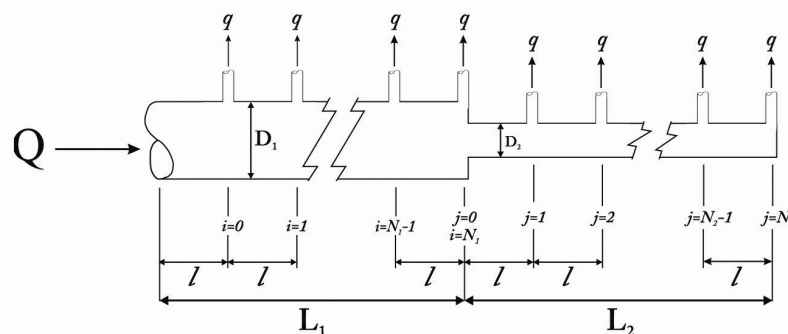 q q q q q q q q
Q
D₁
D₂
i=0 i=1 i=N₁-1 j=0 j=1 j=2 j=N₂-1 j=N
i=N₁
l l l l l l
L₁ L₂